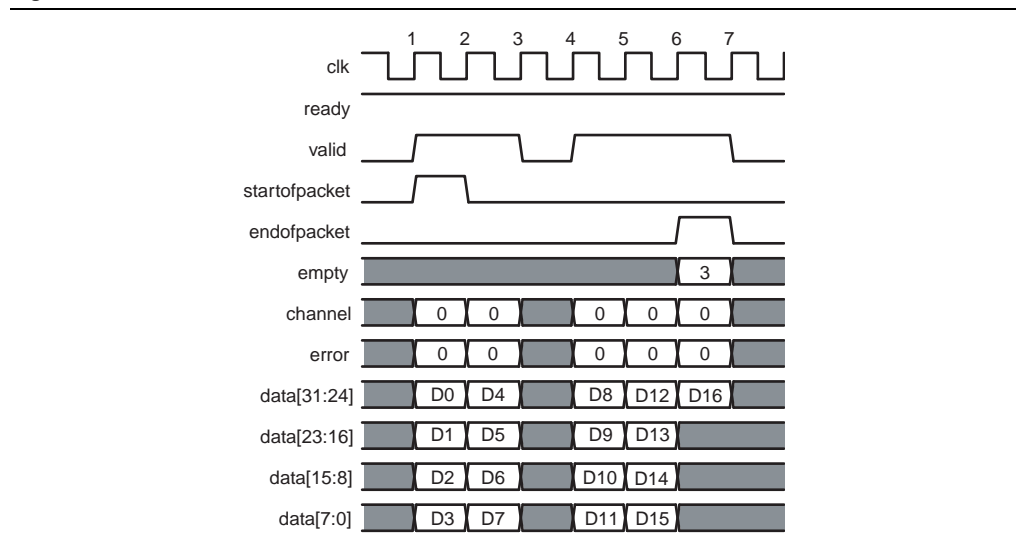 1 2 3 4 5 6 7
clk
ready
valid
startofpacket
endofpacket
empty 3
channel 0 0 0 0 0
error 0 0 0 0 0
data[31:24] D0 D4 D8 D12 D16
data[23:16] D1 D5 D9 D13
data[15:8] D2 D6 D10 D14
data[7:0] D3 D7 D11 D15